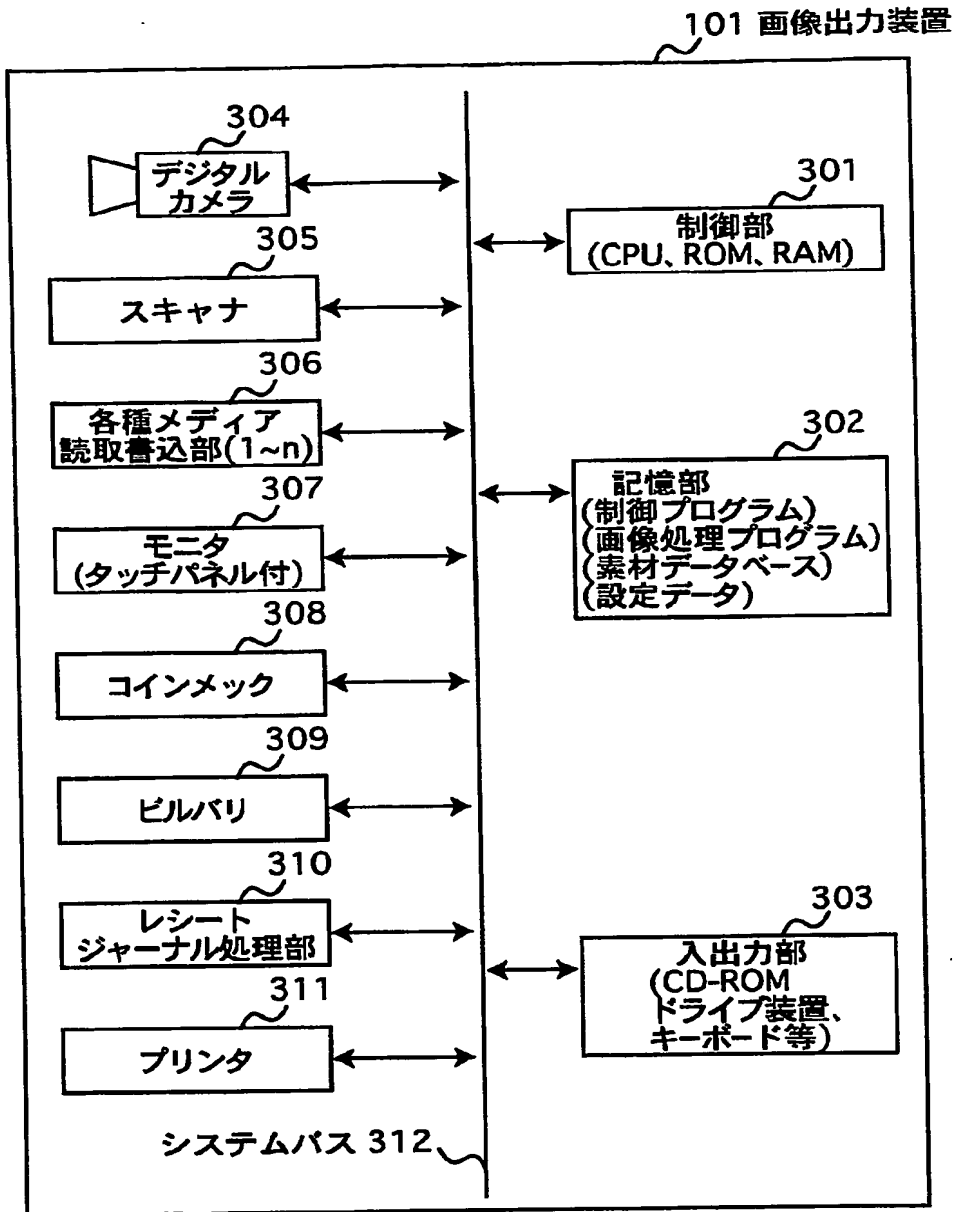 101 画像出力装置
304
デジタル
カメラ
305
スキャナ
306
各種メディア
読取書込部(1~n)
307
モニタ
(タッチパネル付)
308
コインメック
309
ビルバリ
310
レシート
ジャーナル処理部
311
プリンタ
システムバス 312
301
制御部
(CPU、ROM、RAM)
302
記憶部
(制御プログラム)
(画像処理プログラム)
(素材データベース)
(設定データ)
303
入出力部
(CD-ROM
ドライブ装置、
キーボード等)